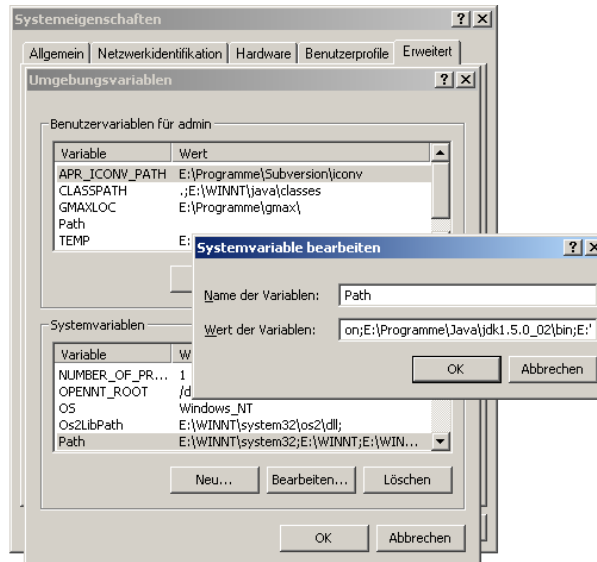 Systemeigenschaften
Allgemein Netzwerkidentifikation Hardware Benutzerprofile Erweitert
Umgebungsvariablen
Benutzervariablen für admin
Variable Wert
APR_ICONV_PATH E:\Programme\Subversion\iconv
CLASSPATH .;E:\WINNT\java\classes
GMAXLOC E:\Programme\gmax\
Path
TEMP E:
Systemvariable bearbeiten
Name der Variablen: Path
Wert der Variablen: on;E:\Programme\Java\jdk1.5.0_02\bin;E:
OK Abbrechen
Systemvariablen
Variable W
NUMBER_OF_PR... 1
OPENNT_ROOT /d
OS Windows_NT
Os2LibPath E:\WINNT\system32\os2\dll;
Path E:\WINNT\system32;E:\WINNT;E:\WIN...
Neu... Bearbeiten... Löschen
OK Abbrechen